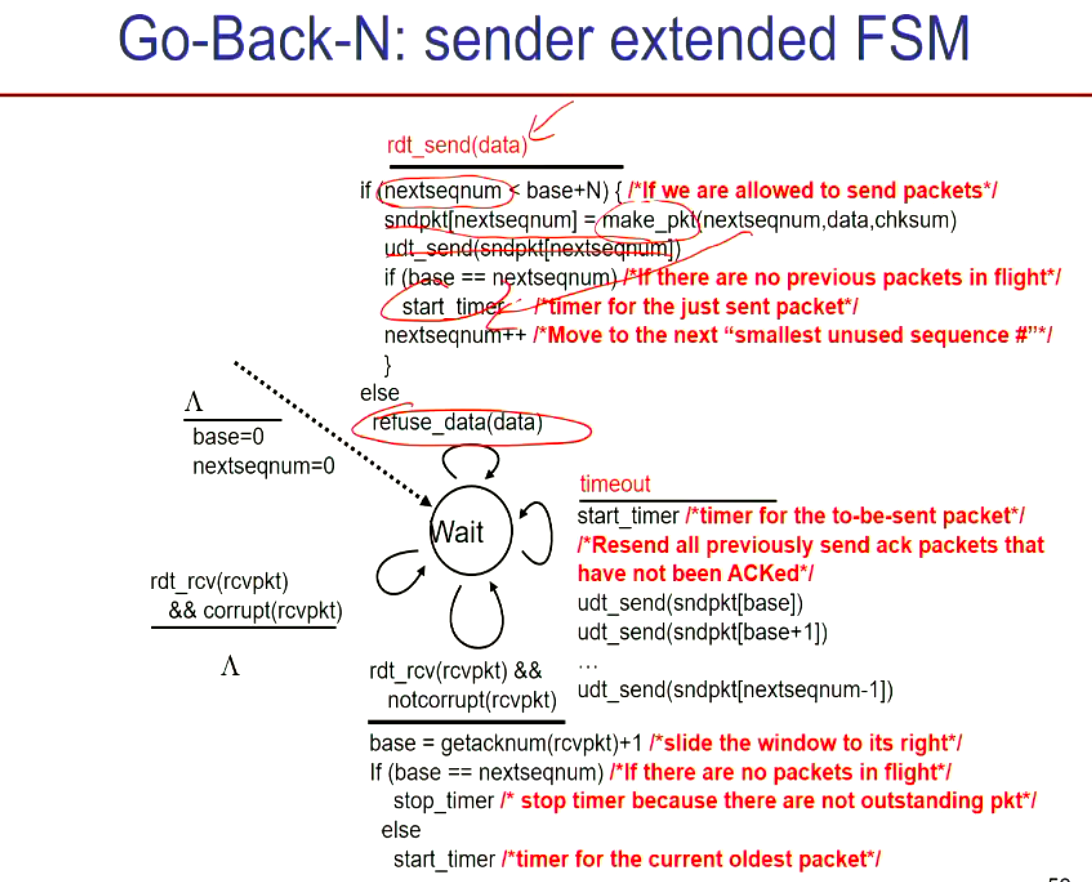 Go-Back-N: sender extended FSM
rdt_send(data)
if (nextseqnum < base+N) { /*If we are allowed to send packets*/
sndpkt[nextseqnum] = make_pkt(nextseqnum,data,chksum)
udt_send(sndpkt[nextseqnum])
if (base == nextseqnum) /*If there are no previous packets in flight*/
start_timer /*timer for the just sent packet*/
nextseqnum++ /*Move to the next “smallest unused sequence #”*/
}
else
refuse_data(data)
Λ
base=0
nextseqnum=0
Wait
timeout
start_timer /*timer for the to-be-sent packet*/
/*Resend all previously send ack packets that
have not been ACKed*/
udt_send(sndpkt[base])
udt_send(sndpkt[base+1])
…
udt_send(sndpkt[nextseqnum-1])
rdt_rcv(rcvpkt)
&& corrupt(rcvpkt)
Λ
rdt_rcv(rcvpkt) &&
notcorrupt(rcvpkt)
base = getacknum(rcvpkt)+1 /*slide the window to its right*/
If (base == nextseqnum) /*If there are no packets in flight*/
stop_timer /* stop timer because there are not outstanding pkt*/
else
start_timer /*timer for the current oldest packet*/